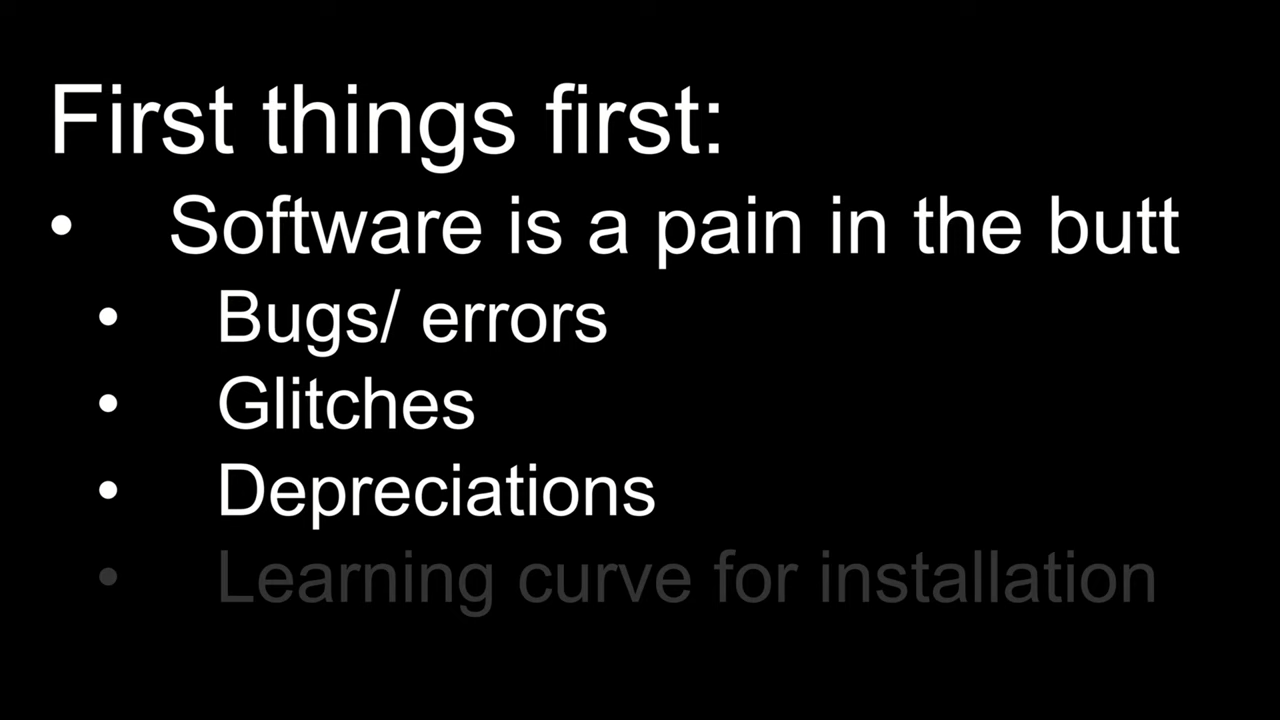 First things first:
• Software is a pain in the butt
• Bugs/ errors
• Glitches
• Depreciations
• Learning curve for installation